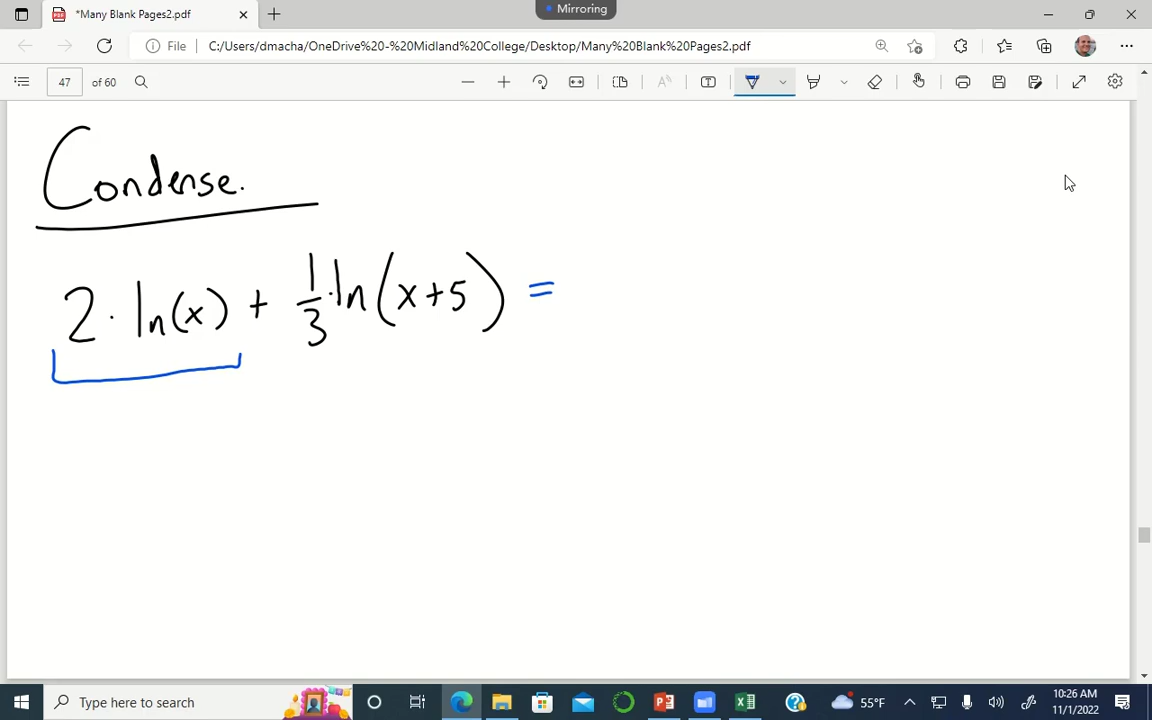 *Many Blank Pages2.pdf
Mirroring
File C:/Users/dmacha/OneDrive%20-%20Midland%20College/Desktop/Many%20Blank%20Pages2.pdf
47 of 60
Condense.
2 · ln(x) + 1/3 · ln(x+5) =
Type here to search
55°F
10:26 AM
11/1/2022